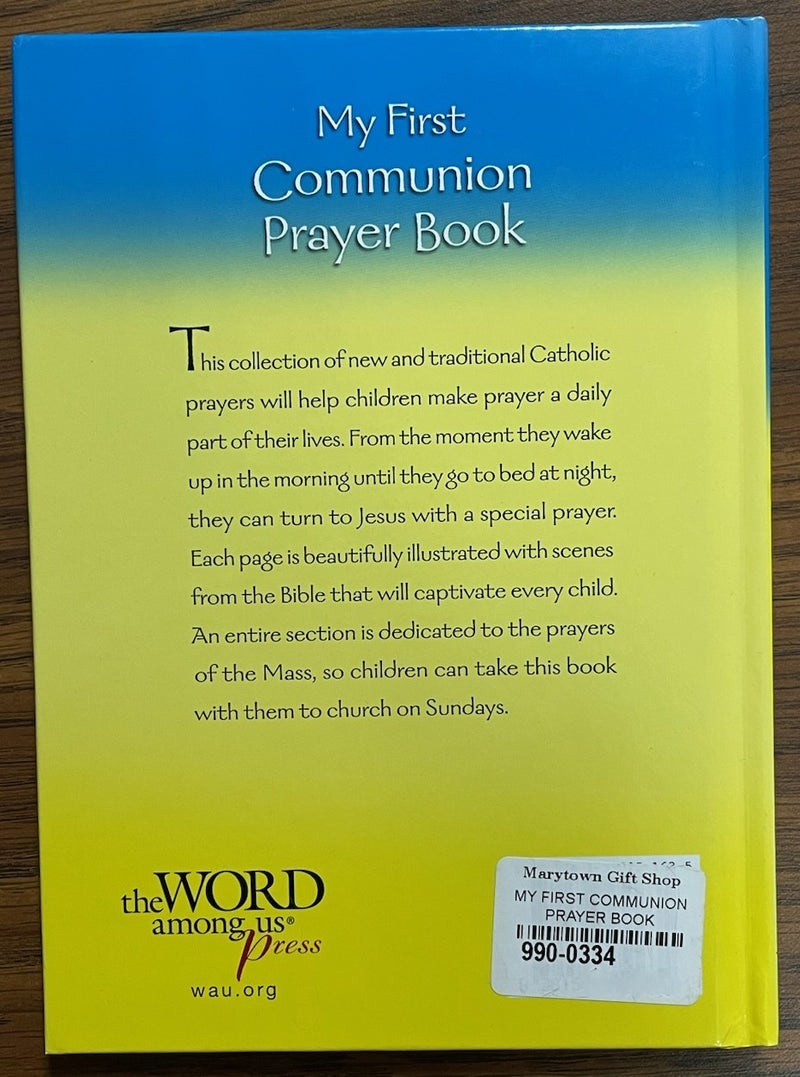 My First
Communion
Prayer Book
This collection of new and traditional Catholic
prayers will help children make prayer a daily
part of their lives. From the moment they wake
up in the morning until they go to bed at night,
they can turn to Jesus with a special prayer.
Each page is beautifully illustrated with scenes
from the Bible that will captivate every child.
An entire section is dedicated to the prayers
of the Mass, so children can take this book
with them to church on Sundays.
the WORD
among us®
press
wau.org
Marytown Gift Shop
MY FIRST COMMUNION
PRAYER BOOK
990-0334